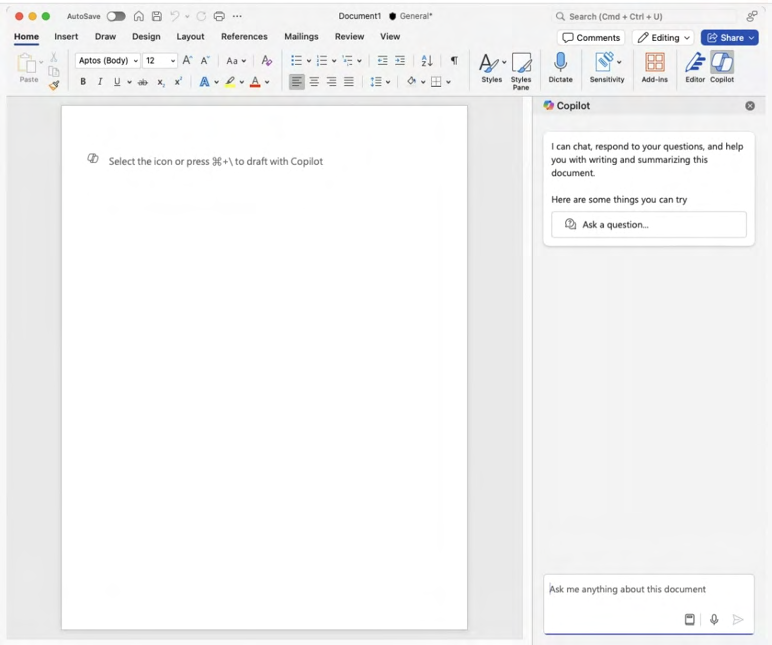 AutoSave
Document1 General*
Search (Cmd + Ctrl + U)
Home Insert Draw Design Layout References Mailings Review View
Comments Editing Share
Paste
Aptos (Body) 12
Aa
B I U ab x x A A
Styles
Styles Pane
Dictate
Sensitivity
Add-ins
Editor
Copilot
Copilot
Select the icon or press ⌘+\ to draft with Copilot
I can chat, respond to your questions, and help
you with writing and summarizing this
document.
Here are some things you can try
Ask a question...
Ask me anything about this document